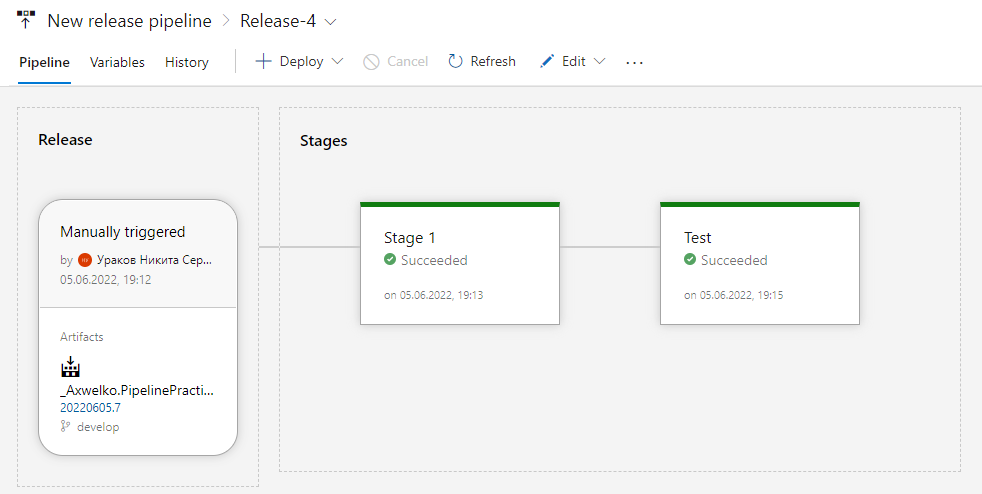 New release pipeline > Release-4
Pipeline Variables History Deploy Cancel Refresh Edit ...
Release
Manually triggered
by Ураков Никита Сер...
05.06.2022, 19:12
Artifacts
_Axwelko.PipelinePracti...
20220605.7
develop
Stages
Stage 1
Succeeded
on 05.06.2022, 19:13
Test
Succeeded
on 05.06.2022, 19:15